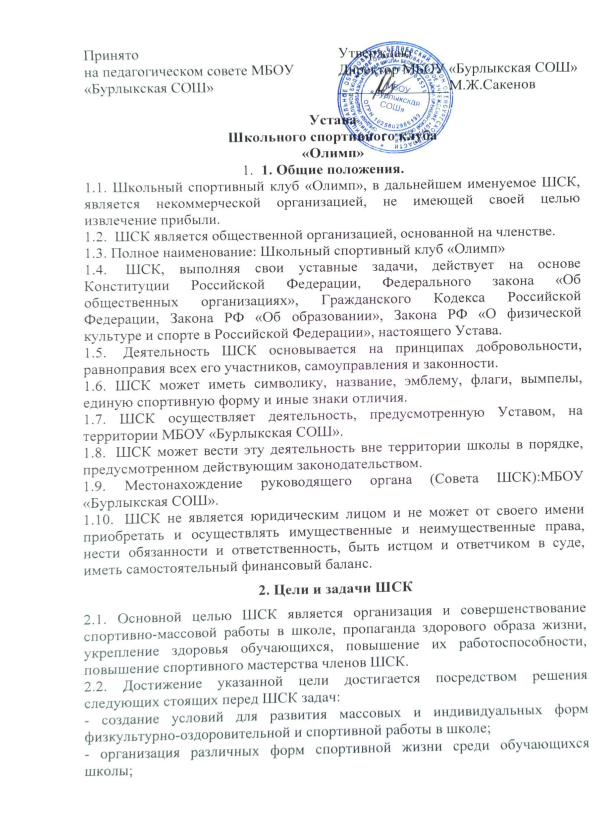 Принято
на педагогическом совете МБОУ
«Бурлыкская СОШ»
Утверждаю
Директор МБОУ «Бурлыкская СОШ»
М.Ж.Сакенов
МБОУ
«Бурлыкская
СОШ»
Устав
Школьного спортивного клуба
«Олимп»
1. 1. Общие положения.
1.1. Школьный спортивный клуб «Олимп», в дальнейшем именуемое ШСК,
является некоммерческой организацией, не имеющей своей целью
извлечение прибыли.
1.2. ШСК является общественной организацией, основанной на членстве.
1.3. Полное наименование: Школьный спортивный клуб «Олимп»
1.4. ШСК, выполняя свои уставные задачи, действует на основе
Конституции Российской Федерации, Федерального закона «Об
общественных организациях», Гражданского Кодекса Российской
Федерации, Закона РФ «Об образовании», Закона РФ «О физической
культуре и спорте в Российской Федерации», настоящего Устава.
1.5. Деятельность ШСК основывается на принципах добровольности,
равноправия всех его участников, самоуправления и законности.
1.6. ШСК может иметь символику, название, эмблему, флаги, вымпелы,
единую спортивную форму и иные знаки отличия.
1.7. ШСК осуществляет деятельность, предусмотренную Уставом, на
территории МБОУ «Бурлыкская СОШ».
1.8. ШСК может вести эту деятельность вне территории школы в порядке,
предусмотренном действующим законодательством.
1.9. Местонахождение руководящего органа (Совета ШСК):МБОУ
«Бурлыкская СОШ».
1.10. ШСК не является юридическим лицом и не может от своего имени
приобретать и осуществлять имущественные и неимущественные права,
нести обязанности и ответственность, быть истцом и ответчиком в суде,
иметь самостоятельный финансовый баланс.
2. Цели и задачи ШСК
2.1. Основной целью ШСК является организация и совершенствование
спортивно-массовой работы в школе, пропаганда здорового образа жизни,
укрепление здоровья обучающихся, повышение их работоспособности,
повышение спортивного мастерства членов ШСК.
2.2. Достижение указанной цели достигается посредством решения
следующих стоящих перед ШСК задач:
- создание условий для развития массовых и индивидуальных форм
физкультурно-оздоровительной и спортивной работы в школе;
- организация различных форм спортивной жизни среди обучающихся
школы;